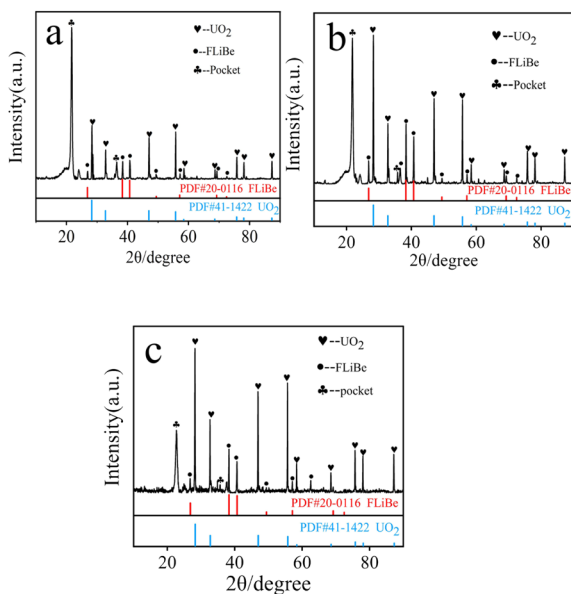 a
♥--UO2
●--FLiBe
♣--Pocket
Intensity(a.u.)
PDF#20-0116 FLiBe
PDF#41-1422 UO2
20 40 60 80
2θ/degree
b
♥--UO2
●--FLiBe
♣--Pocket
Intensity(a.u.)
PDF#20-0116 FLiBe
PDF#41-1422 UO2
20 40 60 80
2θ/degree
c
♥--UO2
●--FLiBe
♣--pocket
Intensity(a.u.)
PDF#20-0116 FLiBe
PDF#41-1422 UO2
20 40 60 80
2θ/degree